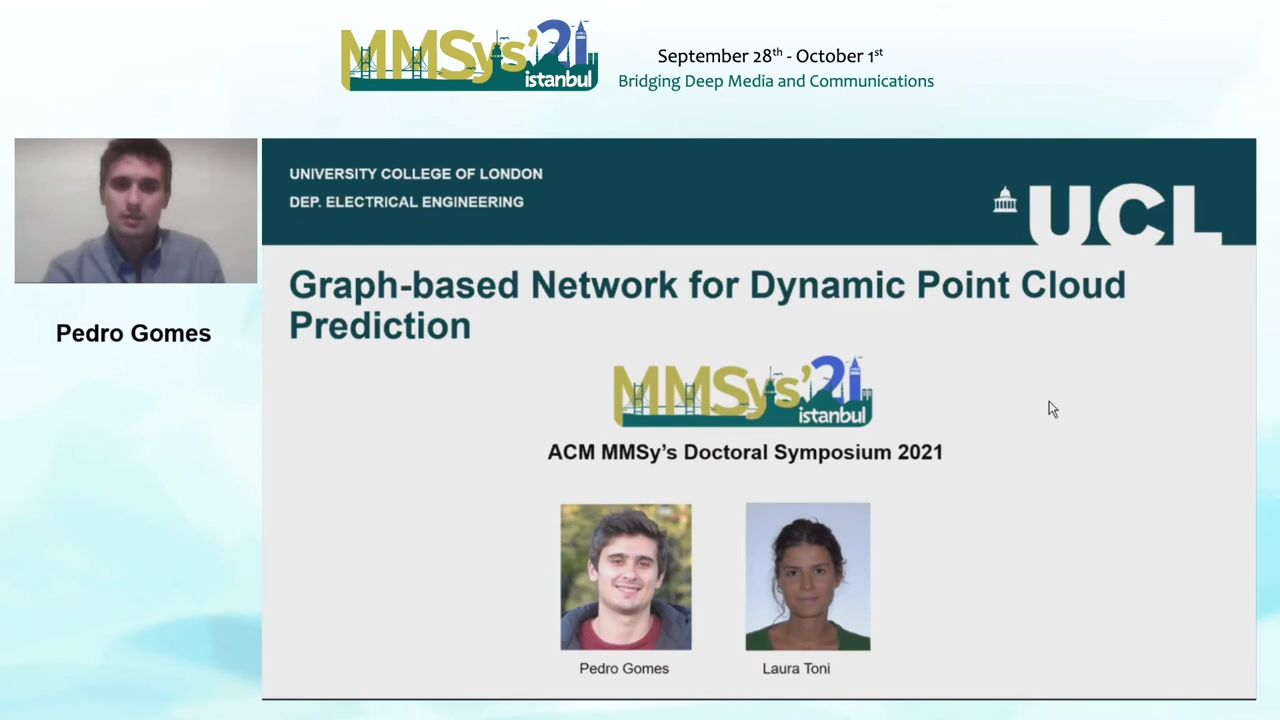 MMSys'21
istanbul
September 28th - October 1st
Bridging Deep Media and Communications
UNIVERSITY COLLEGE OF LONDON
DEP. ELECTRICAL ENGINEERING
UCL
Graph-based Network for Dynamic Point Cloud
Prediction
Pedro Gomes
MMSys'21
istanbul
ACM MMSy's Doctoral Symposium 2021
Pedro Gomes
Laura Toni